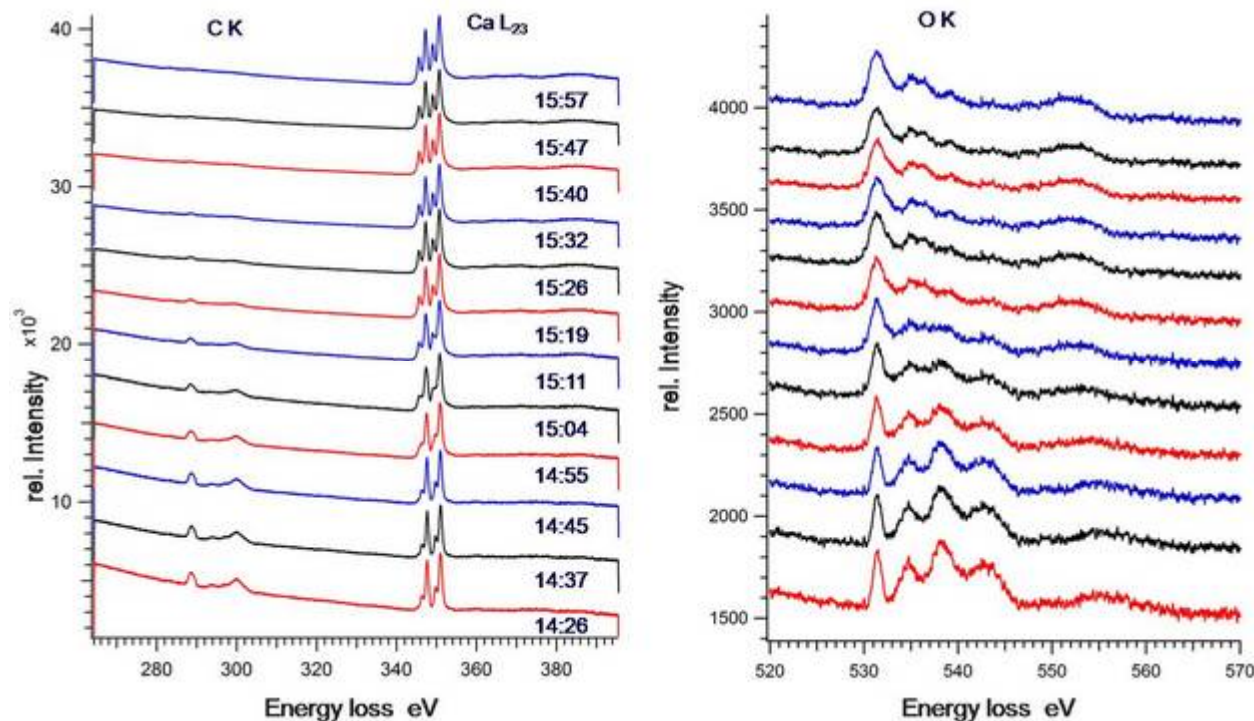 C K
Ca L23
40
30
20
10
rel. Intensity x10³
15:57
15:47
15:40
15:32
15:26
15:19
15:11
15:04
14:55
14:45
14:37
14:26
280 300 320 340 360 380
Energy loss eV
O K
4000
3500
3000
2500
2000
1500
rel. Intensity
520 530 540 550 560 570
Energy loss eV